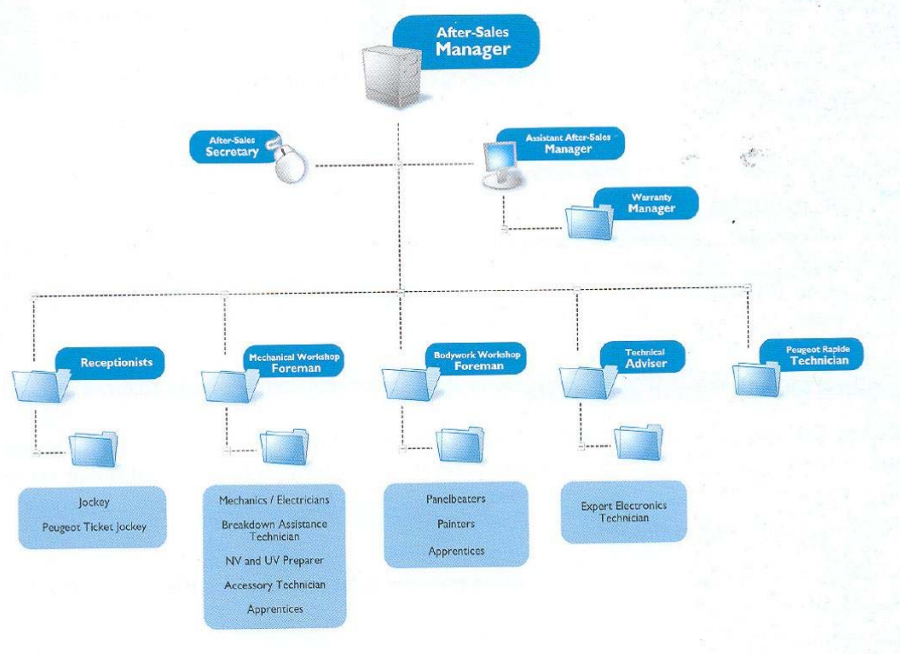 After-Sales
Manager
After-Sales
Secretary
Assistant After-Sales
Manager
Warranty
Manager
Receptionists
Mechanical Workshop
Foreman
Bodywork Workshop
Foreman
Technical
Adviser
Peugeot Rapide
Technician
Jockey
Peugeot Ticket Jockey
Mechanics / Electricians
Breakdown Assistance
Technician
NV and UV Preparer
Accessory Technician
Apprentices
Panelbeaters
Painters
Apprentices
Expert Electronics
Technician